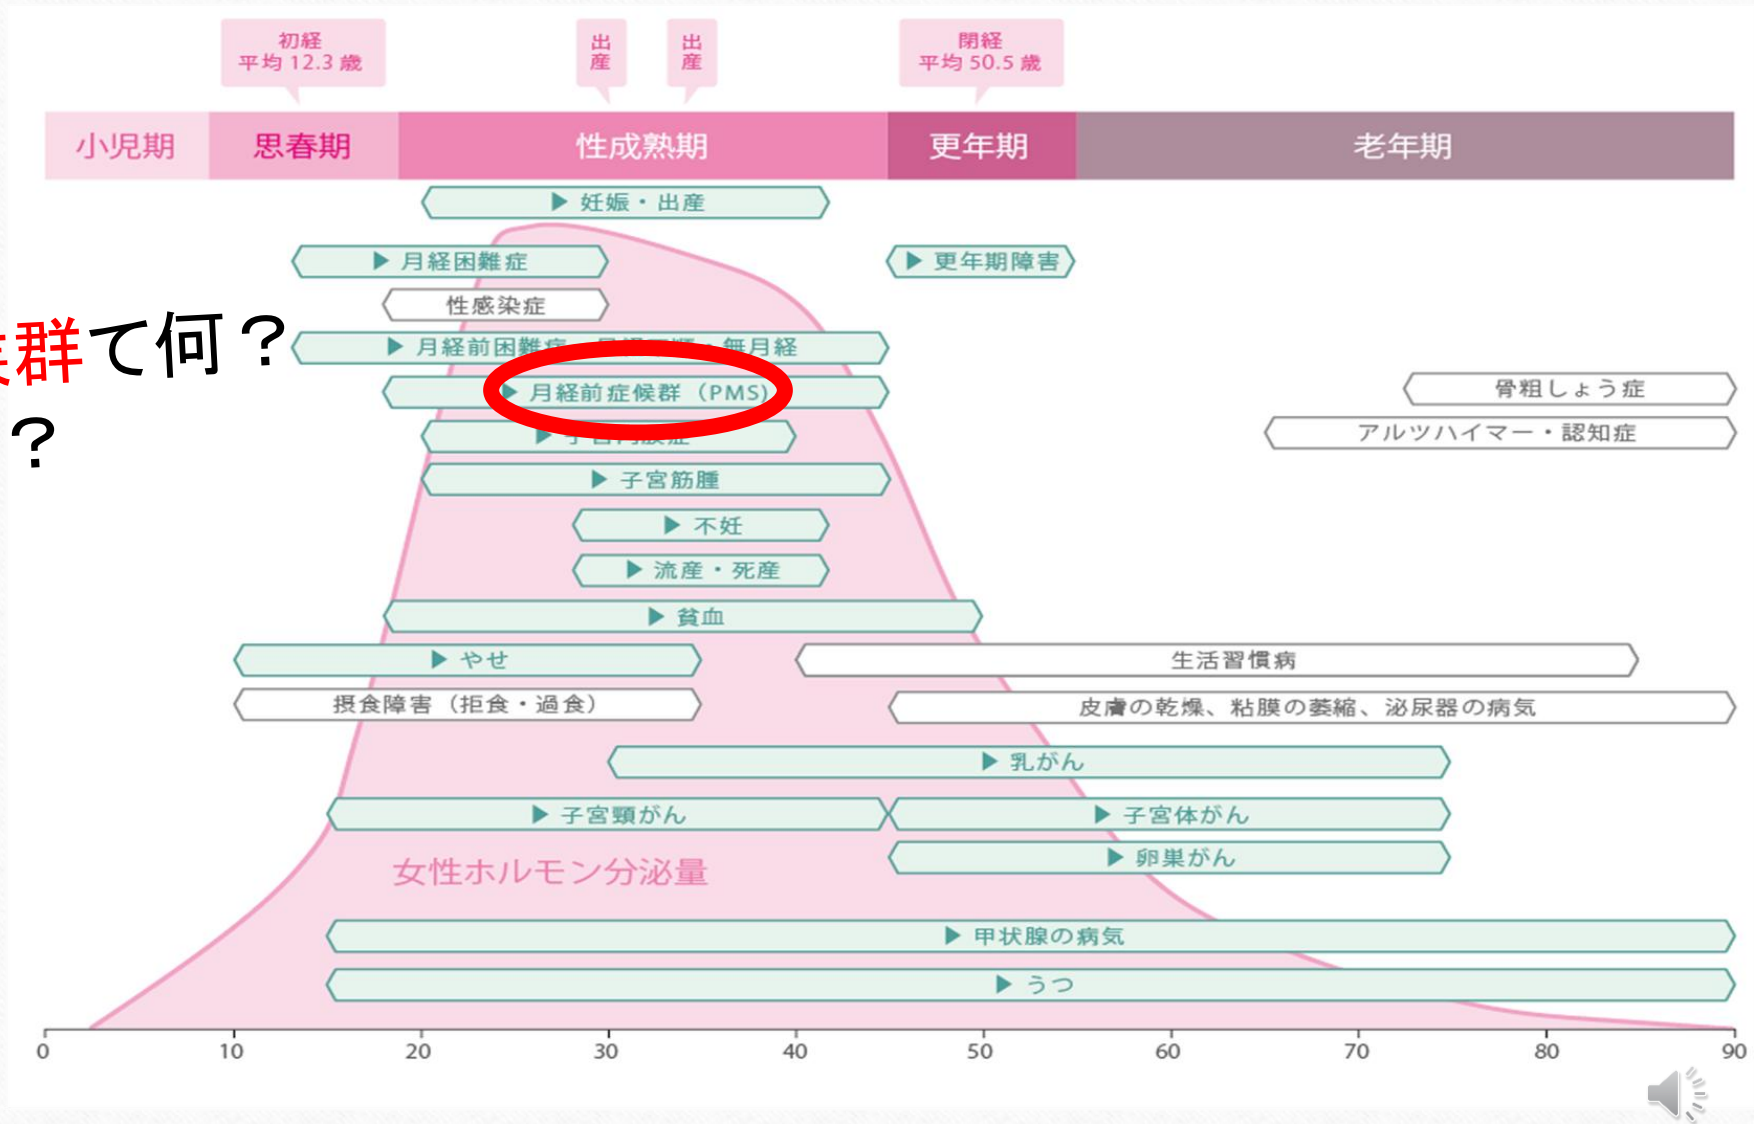 初経
平均 12.3 歳
出産
出産
閉経
平均 50.5 歳
小児期
思春期
性成熟期
更年期
老年期
▶ 妊娠・出産
▶ 月経困難症
▶ 更年期障害
性感染症
群て何？
▶ 月経前困難 無月経
▶ 月経前症候群（PMS)
骨粗しょう症
？
アルツハイマー・認知症
▶ 子宮筋腫
▶ 不妊
▶ 流産・死産
▶ 貧血
▶ やせ
生活習慣病
摂食障害（拒食・過食）
皮膚の乾燥、粘膜の萎縮、泌尿器の病気
▶ 乳がん
▶ 子宮頸がん
▶ 子宮体がん
▶ 卵巣がん
女性ホルモン分泌量
▶ 甲状腺の病気
▶ うつ
0 10 20 30 40 50 60 70 80 90